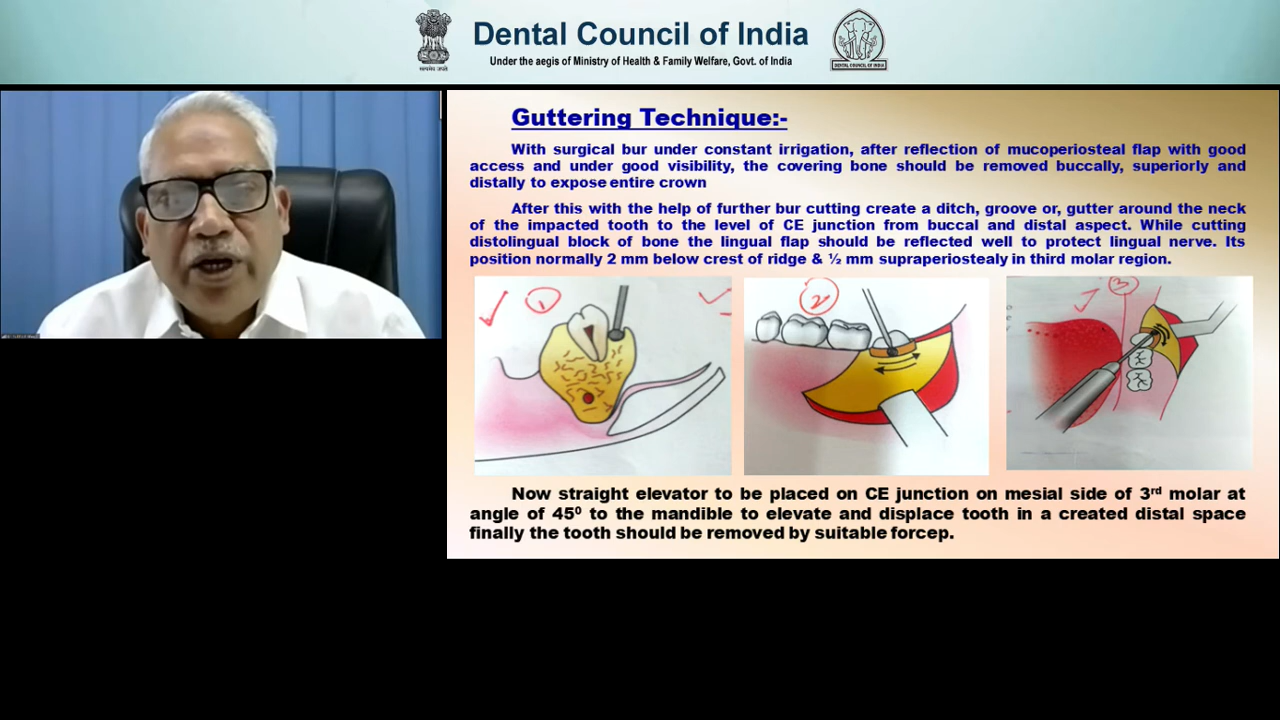 Dental Council of India
Under the aegis of Ministry of Health & Family Welfare, Govt. of India
सत्यमेव जयते
DENTAL COUNCIL OF INDIA
Guttering Technique:-
With surgical bur under constant irrigation, after reflection of mucoperiosteal flap with good
access and under good visibility, the covering bone should be removed buccally, superiorly and
distally to expose entire crown
After this with the help of further bur cutting create a ditch, groove or, gutter around the neck
of the impacted tooth to the level of CE junction from buccal and distal aspect. While cutting
distolingual block of bone the lingual flap should be reflected well to protect lingual nerve. Its
position normally 2 mm below crest of ridge & ½ mm supraperiostealy in third molar region.
1
2
3
Now straight elevator to be placed on CE junction on mesial side of 3rd molar at
angle of 45⁰ to the mandible to elevate and displace tooth in a created distal space
finally the tooth should be removed by suitable forcep.